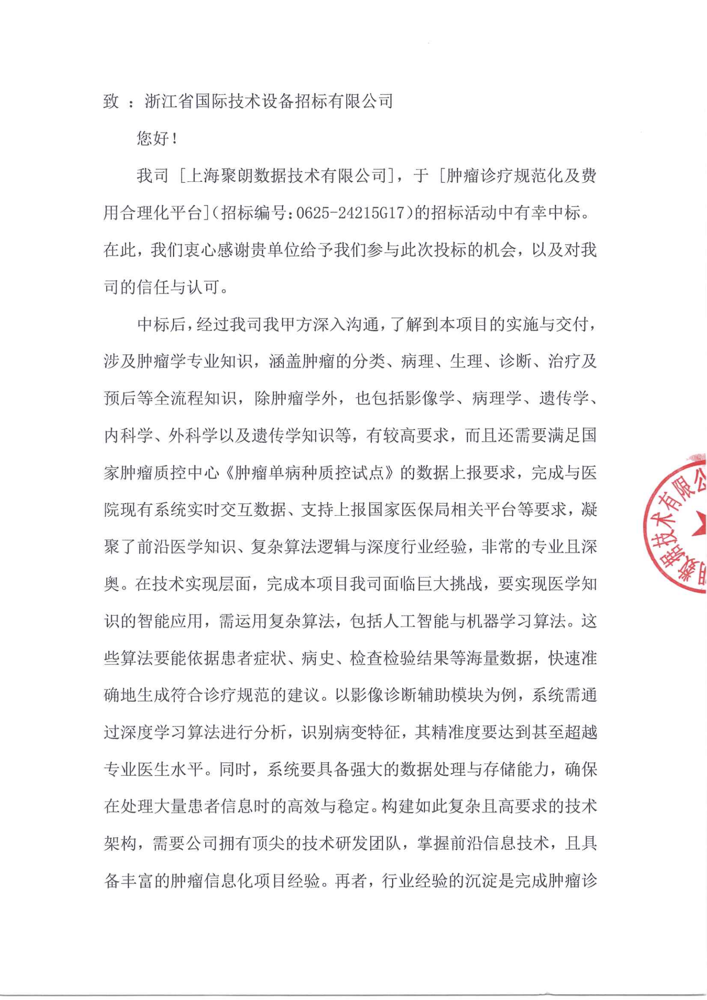 致 ：浙江省国际技术设备招标有限公司
您好！
我司［上海聚朗数据技术有限公司］，于［肿瘤诊疗规范化及费
用合理化平台］（招标编号：0625-24215G17）的招标活动中有幸中标。
在此，我们衷心感谢贵单位给予我们参与此次投标的机会，以及对我
司的信任与认可。
中标后，经过我司我甲方深入沟通，了解到本项目的实施与交付，
涉及肿瘤学专业知识，涵盖肿瘤的分类、病理、生理、诊断、治疗及
预后等全流程知识，除肿瘤学外，也包括影像学、病理学、遗传学、
内科学、外科学以及遗传学知识等，有较高要求，而且还需要满足国
家肿瘤质控中心《肿瘤单病种质控试点》的数据上报要求，完成与医
院现有系统实时交互数据、支持上报国家医保局相关平台等要求，凝
聚了前沿医学知识、复杂算法逻辑与深度行业经验，非常的专业且深
奥。在技术实现层面，完成本项目我司面临巨大挑战，要实现医学知
识的智能应用，需运用复杂算法，包括人工智能与机器学习算法。这
些算法要能依据患者症状、病史、检查检验结果等海量数据，快速准
确地生成符合诊疗规范的建议。以影像诊断辅助模块为例，系统需通
过深度学习算法进行分析，识别病变特征，其精准度要达到甚至超越
专业医生水平。同时，系统要具备强大的数据处理与存储能力，确保
在处理大量患者信息时的高效与稳定。构建如此复杂且高要求的技术
架构，需要公司拥有顶尖的技术研发团队，掌握前沿信息技术，且具
备丰富的肿瘤信息化项目经验。再者，行业经验的沉淀是完成肿瘤诊
数据技术有限公